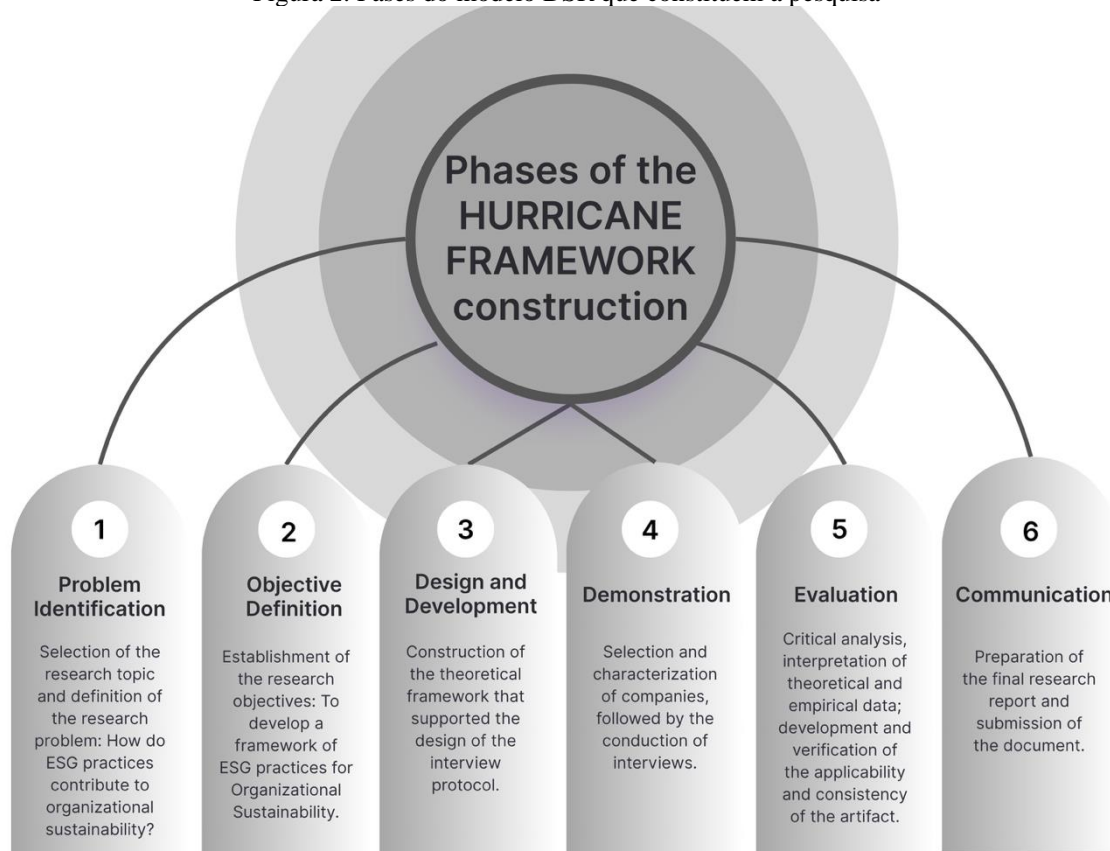 Figura 2. Fases do modelo DSR que constituem a pesquisa
Phases of the
HURRICANE
FRAMEWORK
construction
1
Problem
Identification
Selection of the
research topic
and definition of
the research
problem: How do
ESG practices
contribute to
organizational
sustainability?
2
Objective
Definition
Establishment of
the research
objectives: To
develop a
framework of
ESG practices for
Organizational
Sustainability.
3
Design and
Development
Construction of
the theoretical
framework that
supported the
design of the
interview
protocol.
4
Demonstration
Selection and
characterization
of companies,
followed by the
conduction of
interviews.
5
Evaluation
Critical analysis,
interpretation of
theoretical and
empirical data;
development and
verification of
the applicability
and consistency
of the artifact.
6
Communication
Preparation of
the final research
report and
submission of
the document.